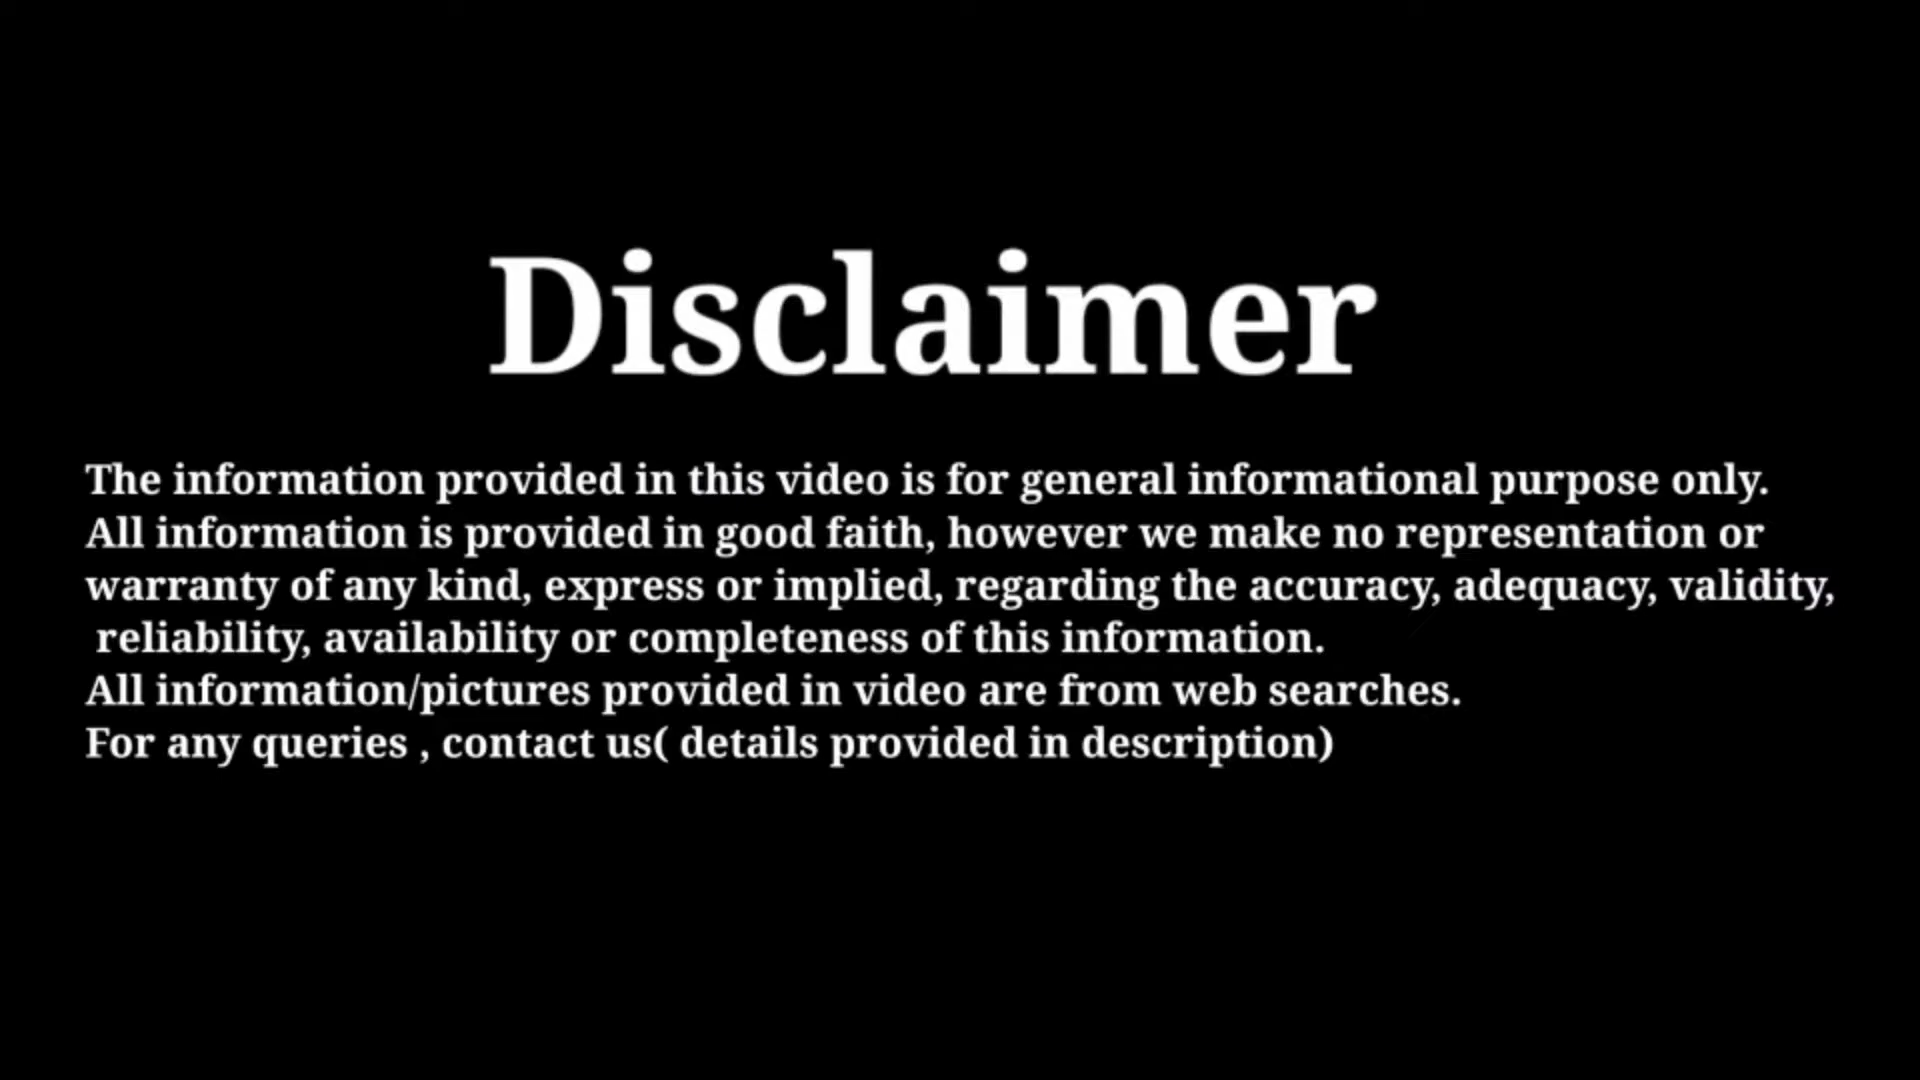 Disclaimer
The information provided in this video is for general informational purpose only.
All information is provided in good faith, however we make no representation or
warranty of any kind, express or implied, regarding the accuracy, adequacy, validity,
reliability, availability or completeness of this information.
All information/pictures provided in video are from web searches.
For any queries , contact us( details provided in description)